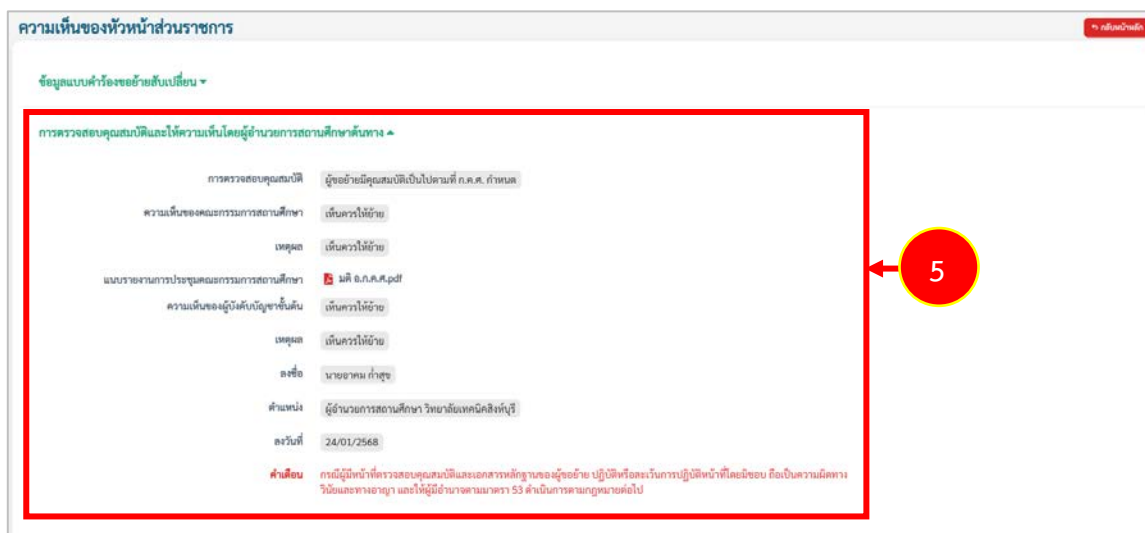 ความเห็นของหัวหน้าส่วนราชการ
กลับหน้าหลัก
ข้อมูลแบบคำร้องขอย้ายสับเปลี่ยน
การตรวจสอบคุณสมบัติและให้ความเห็นโดยผู้อำนวยการสถานศึกษาต้นทาง
การตรวจสอบคุณสมบัติ ผู้ขอย้ายมีคุณสมบัติเป็นไปตามที่ ก.ค.ศ. กำหนด
ความเห็นของคณะกรรมการสถานศึกษา เห็นควรให้ย้าย
เหตุผล เห็นควรให้ย้าย
แบบรายงานการประชุมคณะกรรมการสถานศึกษา มติ อ.ก.ค.ศ.pdf
5
ความเห็นของผู้บังคับบัญชาชั้นต้น เห็นควรให้ย้าย
เหตุผล เห็นควรให้ย้าย
ลงชื่อ นายอาคม ก่ำสุข
ตำแหน่ง ผู้อำนวยการสถานศึกษา วิทยาลัยเทคนิคสิงห์บุรี
ลงวันที่ 24/01/2568
คำเตือน กรณีผู้มีหน้าที่ตรวจสอบคุณสมบัติและเอกสารหลักฐานของผู้ขอย้าย ปฏิบัติหรือละเว้นการปฏิบัติหน้าที่โดยมิชอบ ถือเป็นความผิดทาง
วินัยและทางอาญา และให้ผู้มีอำนาจตามมาตรา 53 ดำเนินการตามกฎหมายต่อไป